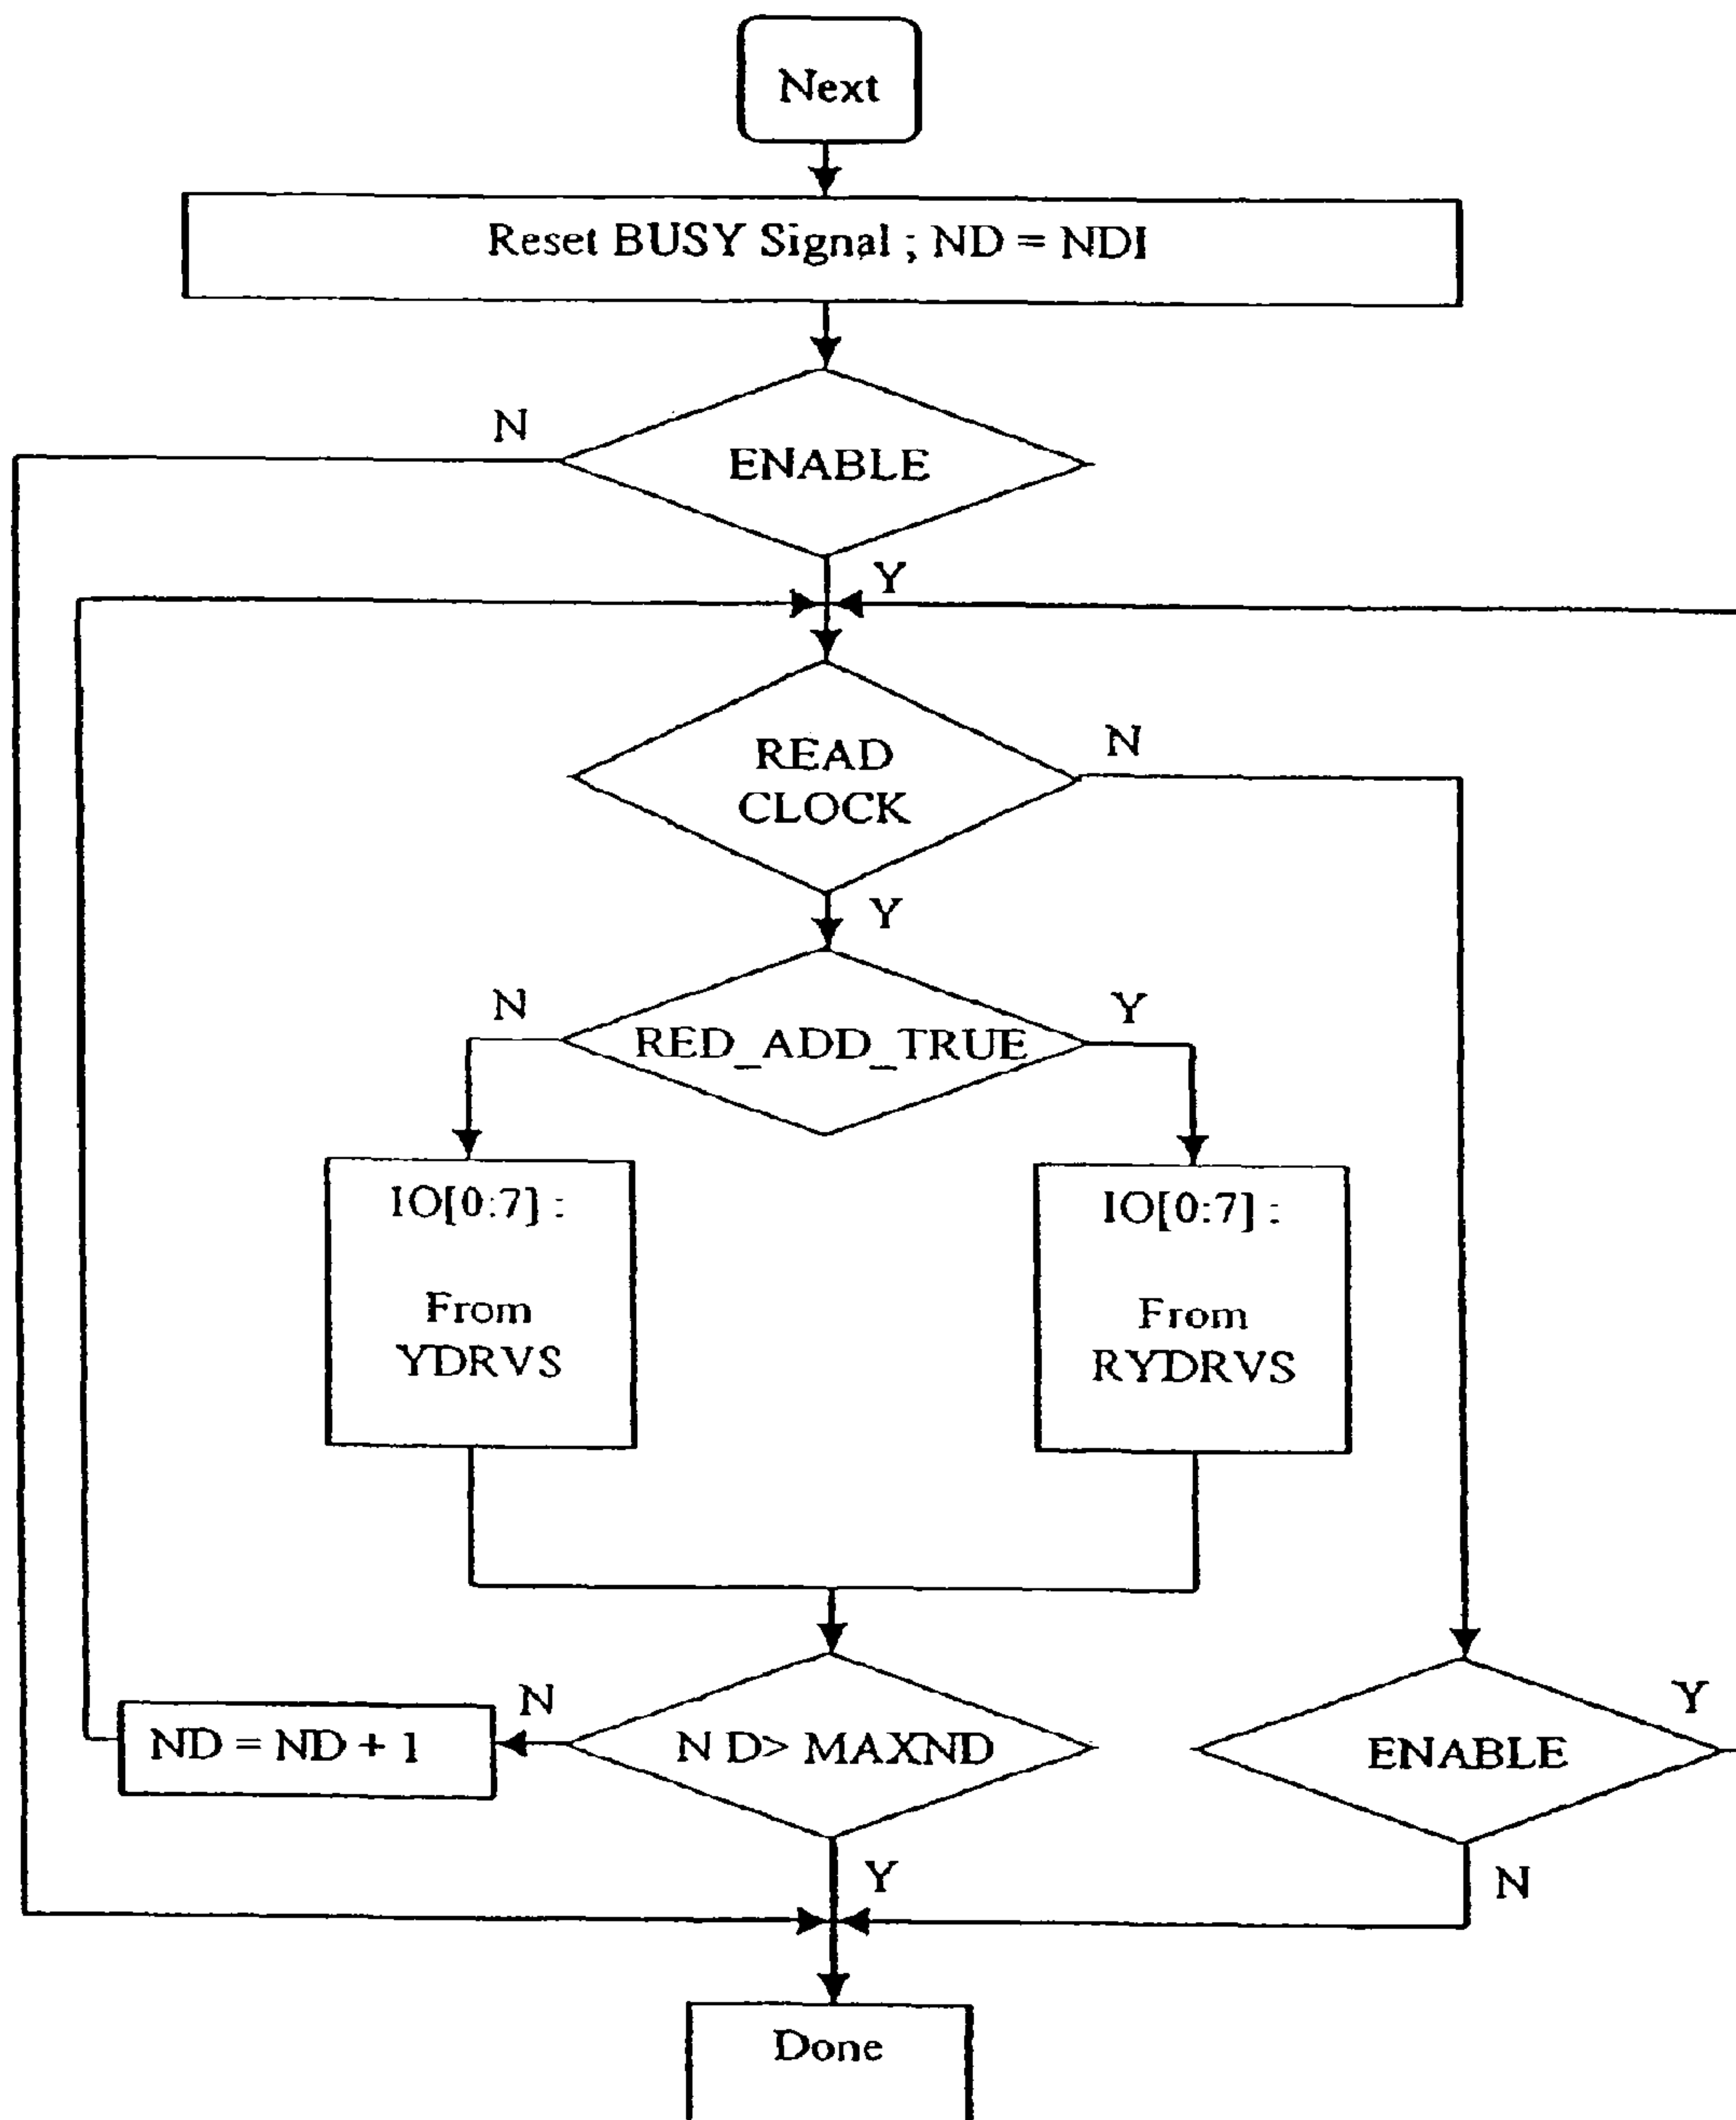 Next
Reset BUSY Signal ; ND = NDI
N
ENABLE
Y
READ
CLOCK
N
Y
N
RED_ADD_TRUE
Y
IO[0:7] :
From
YDRVS
IO[0:7] :
From
RYDRVS
ND = ND + 1
N
N D> MAXND
Y
ENABLE
Y
N
Done